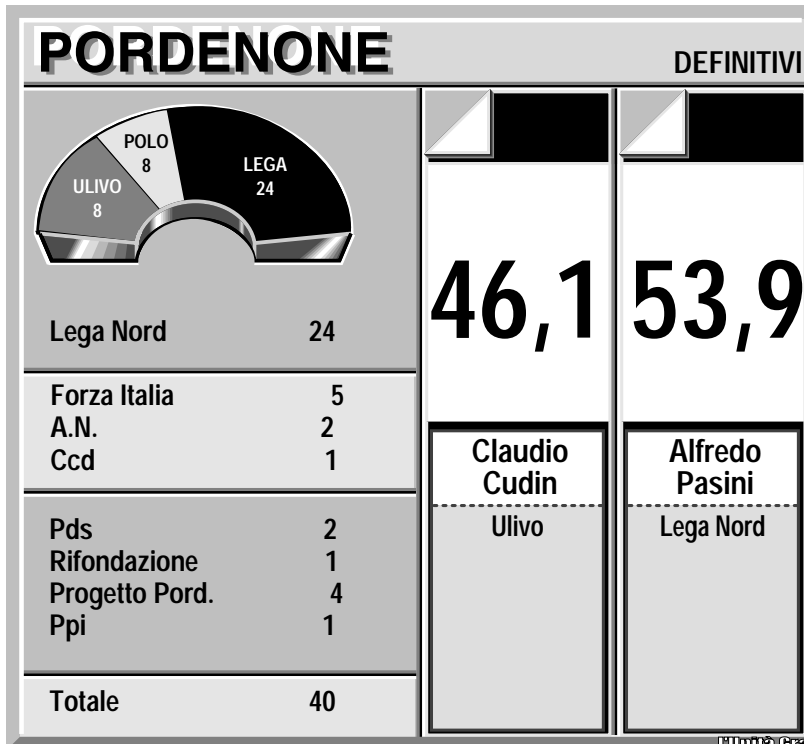 PORDENONE
DEFINITIVI
POLO
8
ULIVO
8
LEGA
24
Lega Nord 24
Forza Italia 5
A.N. 2
Ccd 1
Pds 2
Rifondazione 1
Progetto Pord. 4
Ppi 1
Totale 40
46,1
Claudio
Cudin
Ulivo
53,9
Alfredo
Pasini
Lega Nord